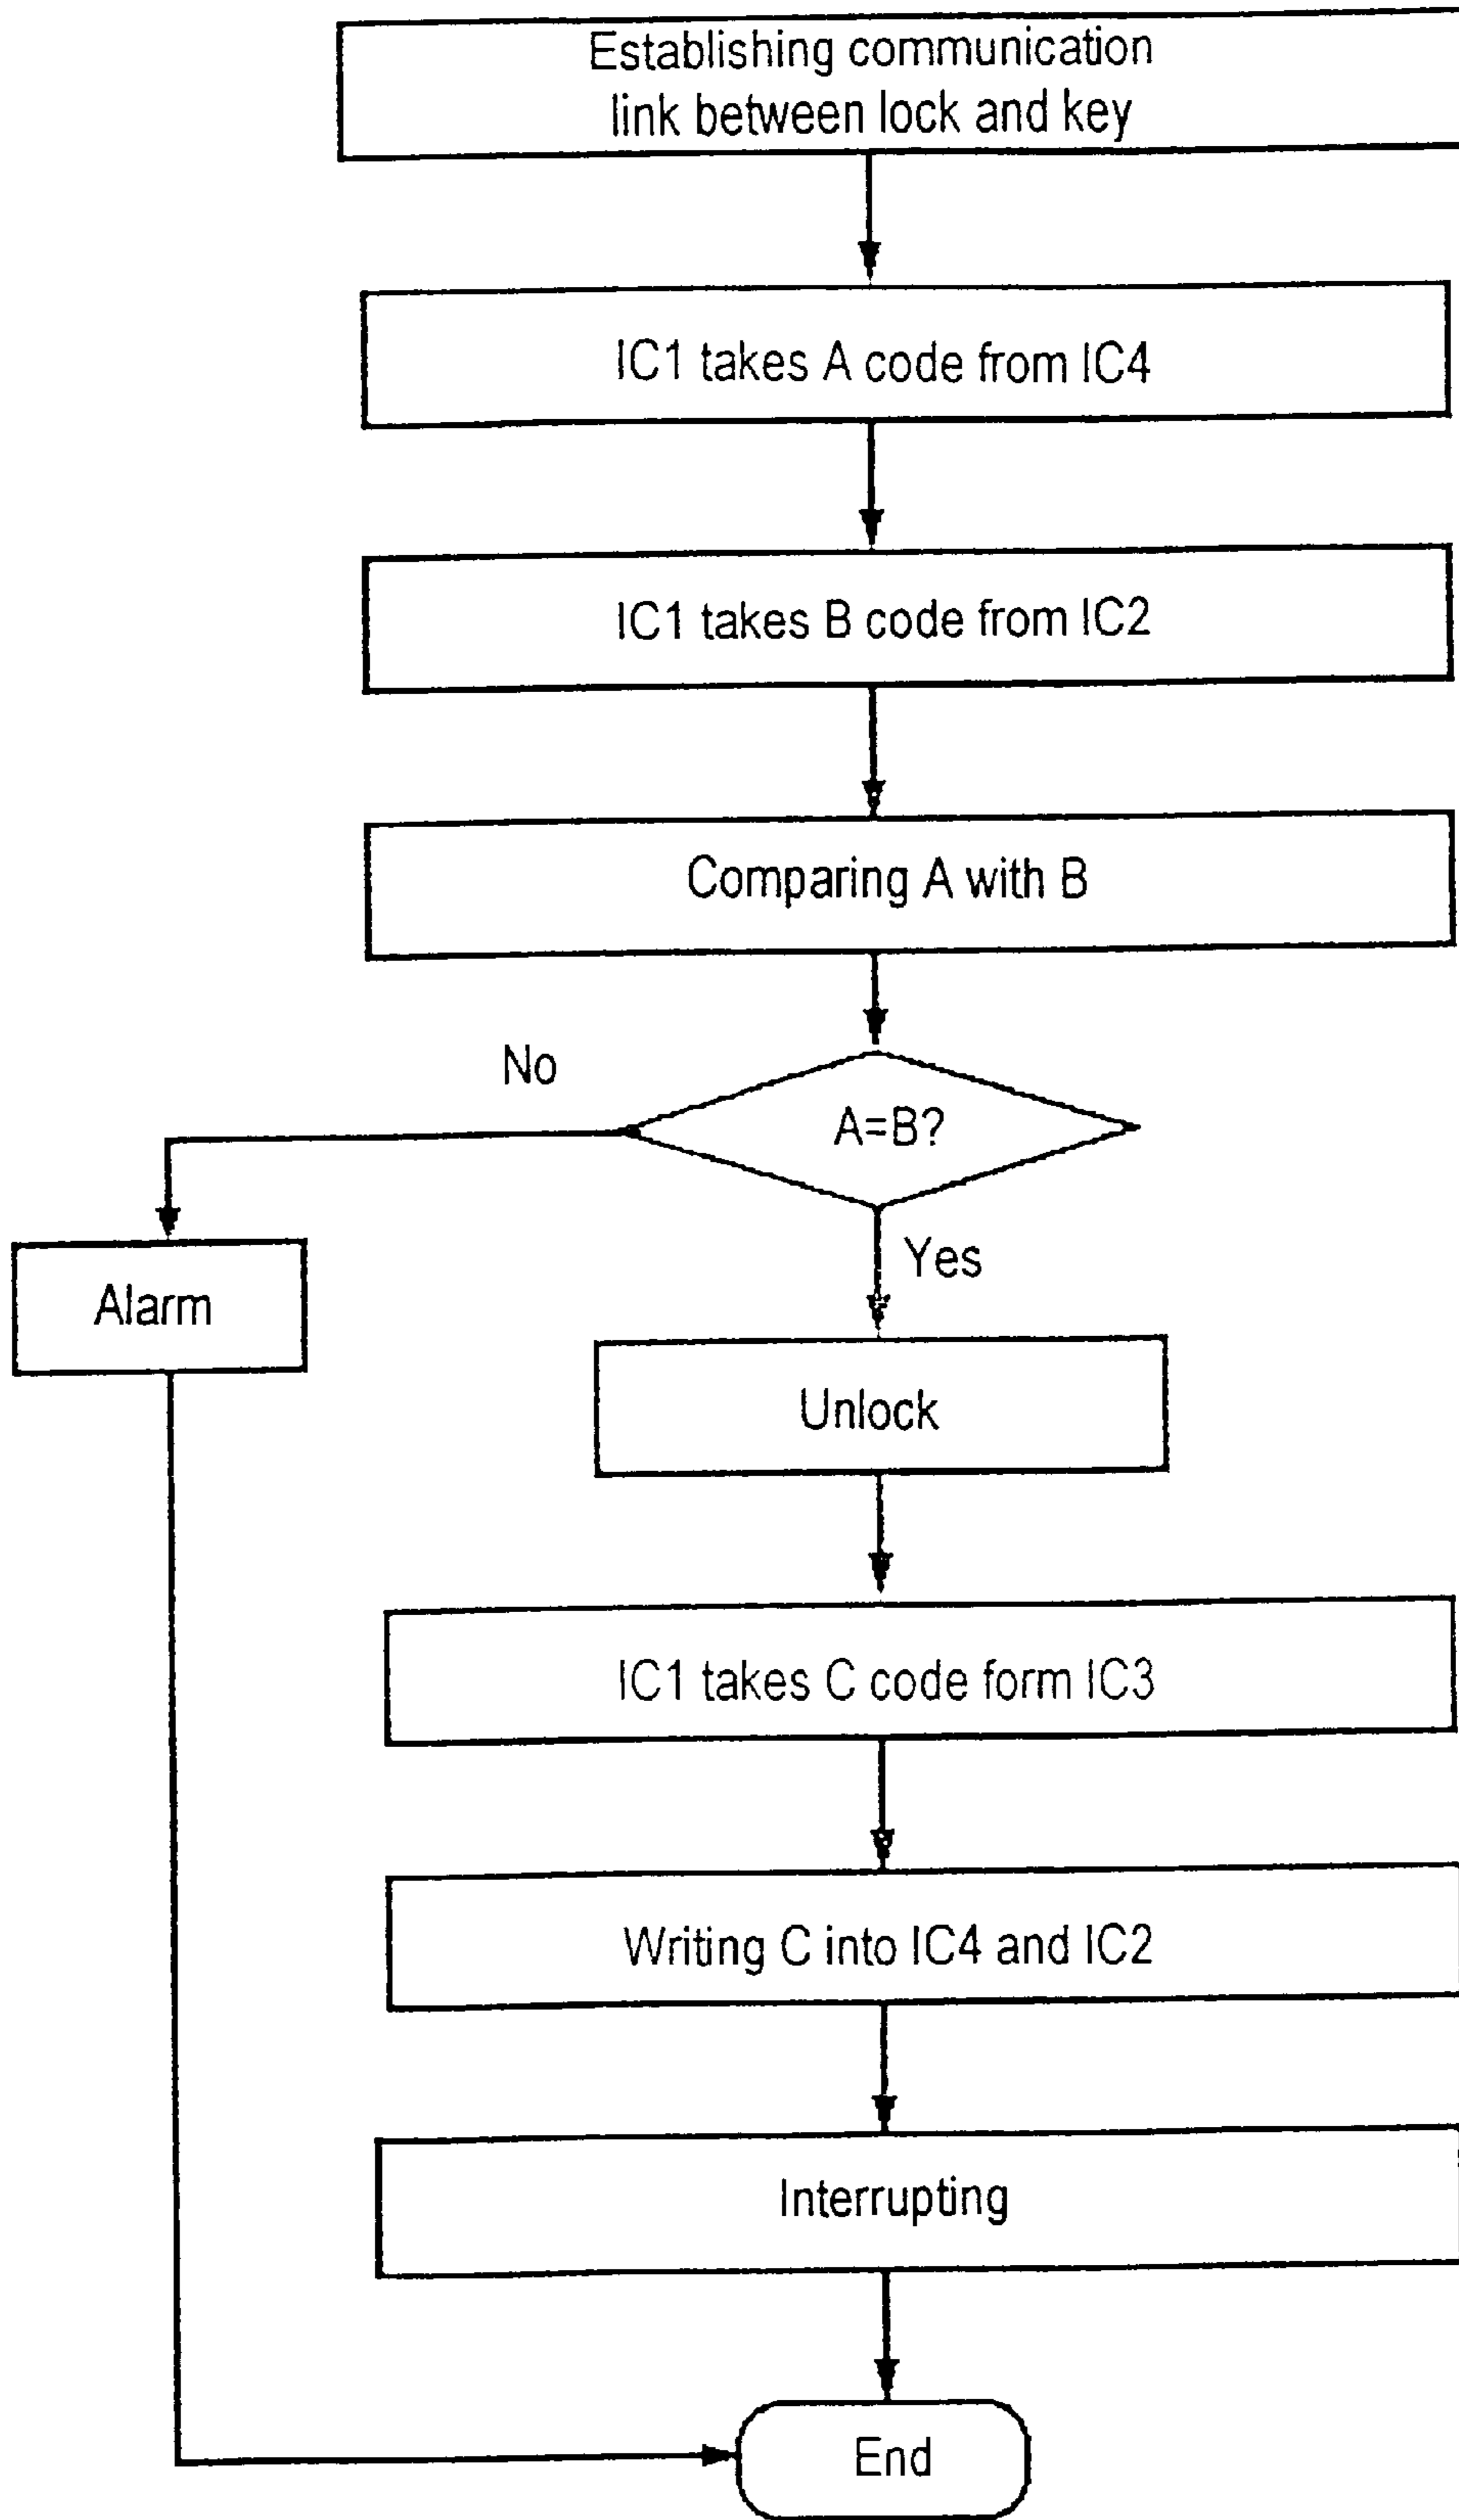 Establishing communication
link between lock and key
IC1 takes A code from IC4
IC1 takes B code from IC2
Comparing A with B
No
A=B?
Yes
Alarm
Unlock
IC1 takes C code form IC3
Writing C into IC4 and IC2
Interrupting
End